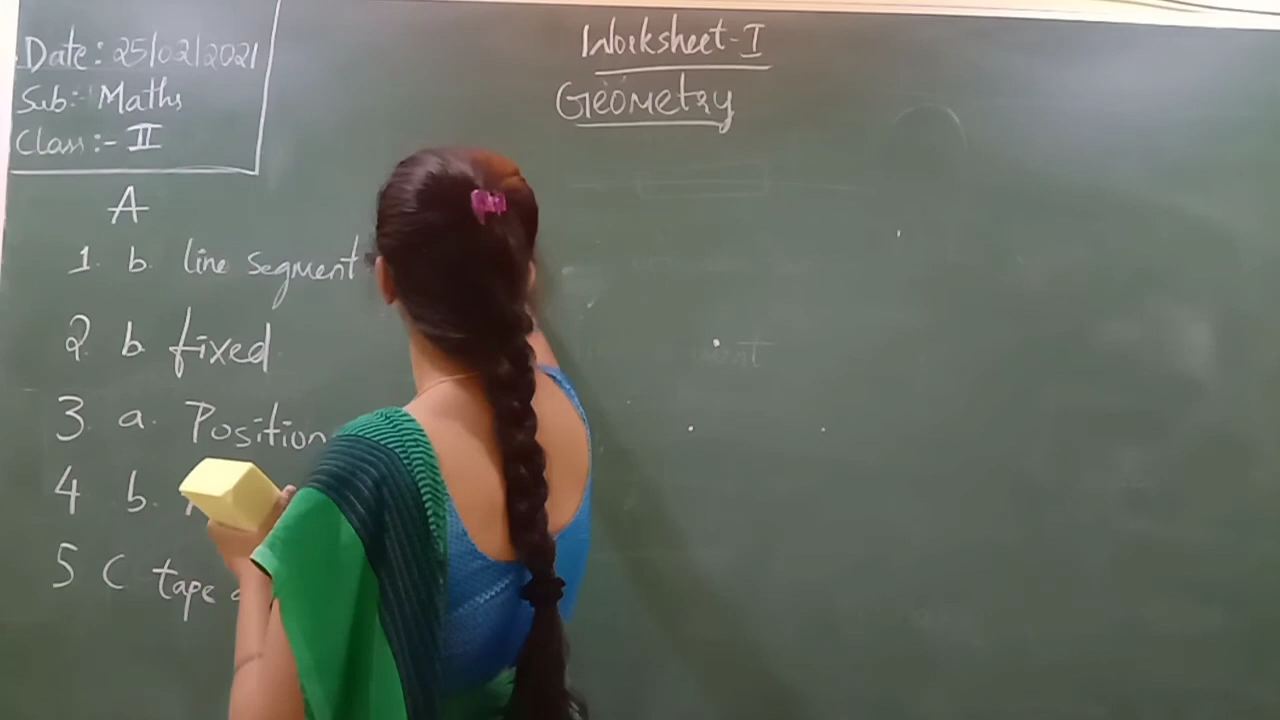 Date: 25/02/2021
Sub:- Maths
Class:- II
Worksheet-I
Geometry
A
1. b. line segment
2. b fixed
3 a. Position
4 b.
5 C tape